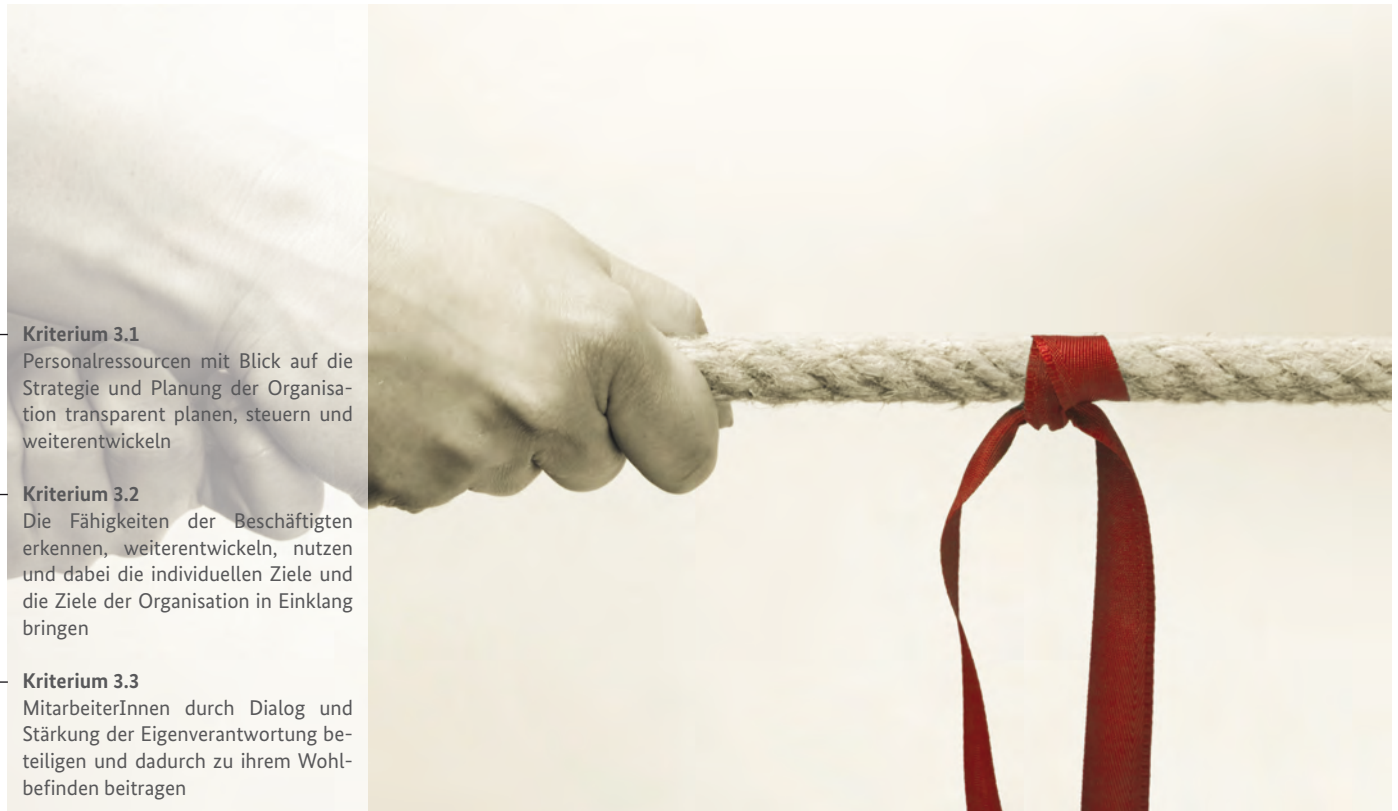 Kriterium 3.1
Personalressourcen mit Blick auf die
Strategie und Planung der Organisa-
tion transparent planen, steuern und
weiterentwickeln
Kriterium 3.2
Die Fähigkeiten der Beschäftigten
erkennen, weiterentwickeln, nutzen
und dabei die individuellen Ziele und
die Ziele der Organisation in Einklang
bringen
Kriterium 3.3
MitarbeiterInnen durch Dialog und
Stärkung der Eigenverantwortung be-
teiligen und dadurch zu ihrem Wohl-
befinden beitragen